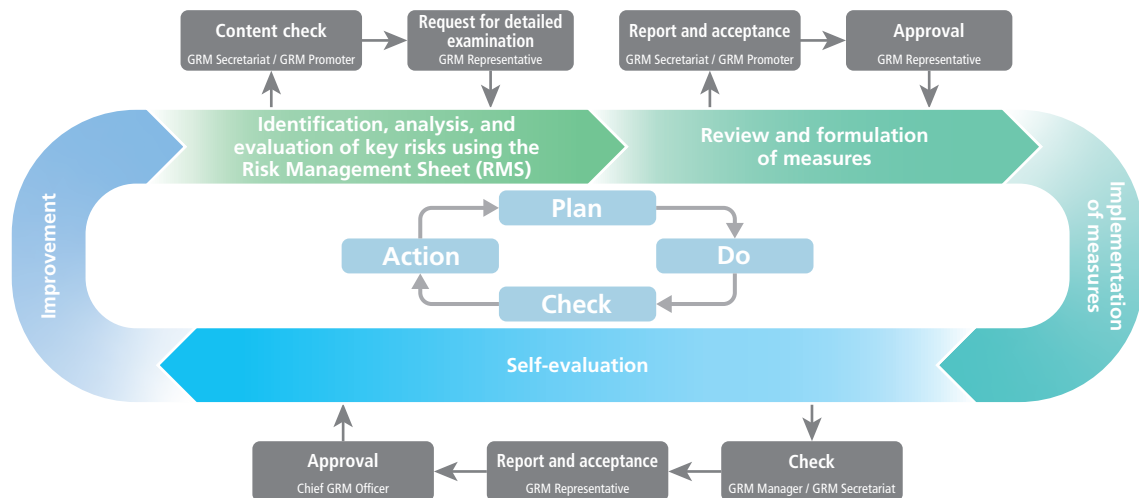 Content check
GRM Secretariat / GRM Promoter
Request for detailed
examination
GRM Representative
Report and acceptance
GRM Secretariat / GRM Promoter
Approval
GRM Representative
Identification, analysis, and
evaluation of key risks using the
Risk Management Sheet (RMS)
Review and formulation
of measures
Implementation
of measures
Improvement
Plan
Action
Do
Check
Self-evaluation
Approval
Chief GRM Officer
Report and acceptance
GRM Representative
Check
GRM Manager / GRM Secretariat